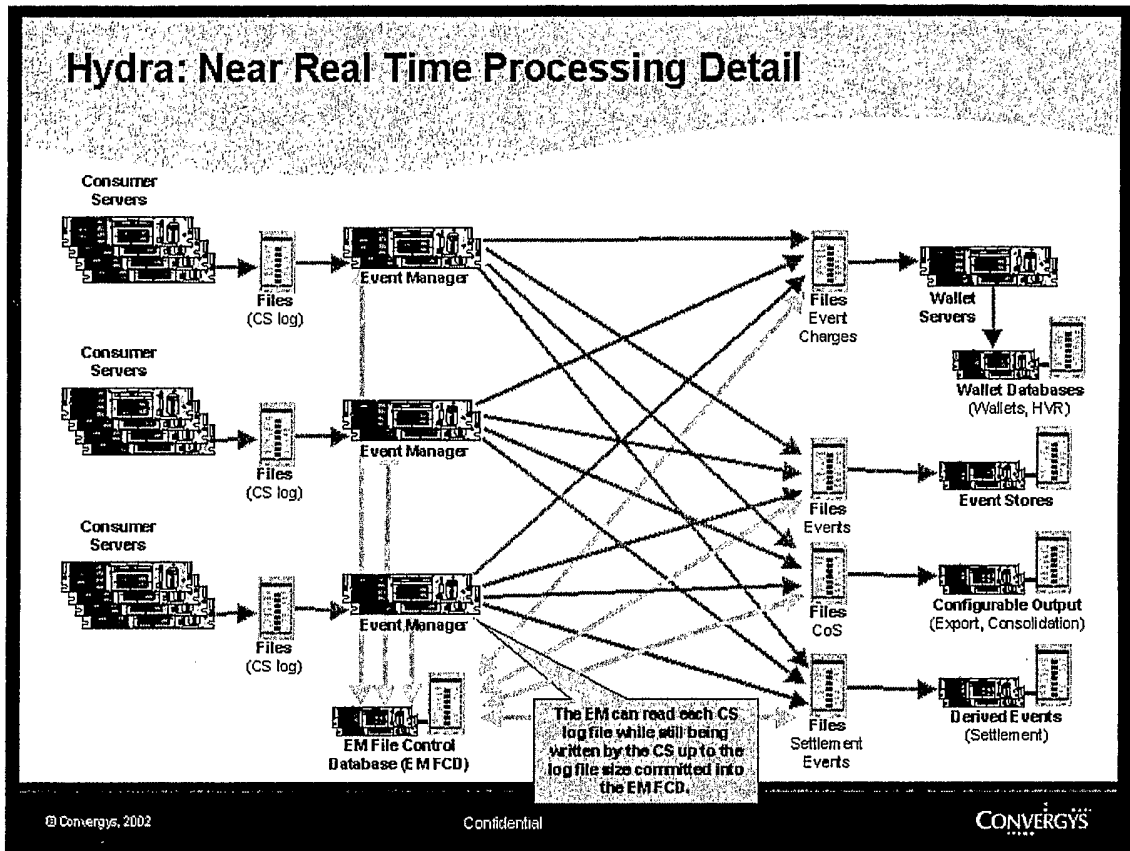 Hydra: Near Real Time Processing Detail
Consumer
Servers
Files
(CS log)
Event Manager
Files
Event
Charges
Wallet
Servers
Wallet Databases
(Wallets, HVR)
Consumer
Servers
Files
(CS log)
Event Manager
Files
Events
Event Stores
Consumer
Servers
Files
(CS log)
Event Manager
Files
CoS
Configurable Output
(Export, Consolidation)
EM File Control
Database (EM FCD)
The EM can read each CS
log file while still being
written by the CS up to the
log file size committed into
the EM FCD.
Files
Settlement
Events
Derived Events
(Settlement)
© Convergys, 2002
Confidential
CONVERGYS